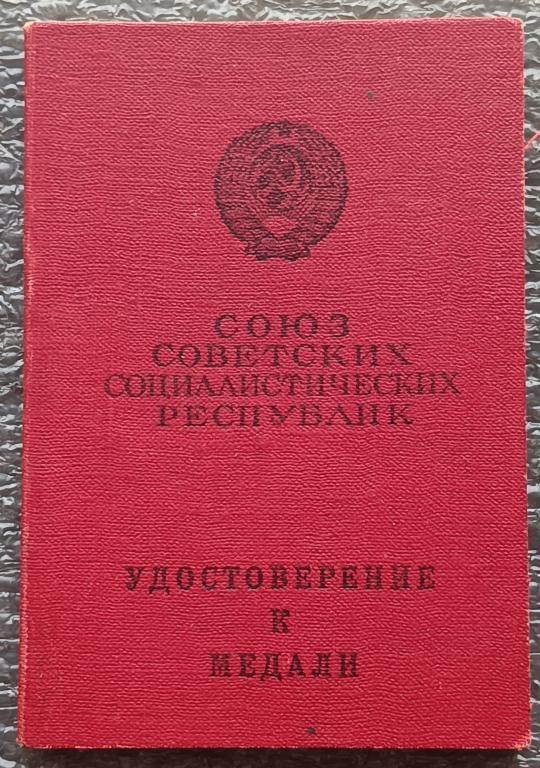 СОЮЗ
СОВЕТСКИХ
СОЦИАЛИСТИЧЕСКИХ
РЕСПУБЛИК
УДОСТОВЕРЕНИЕ
К
МЕДАЛИ